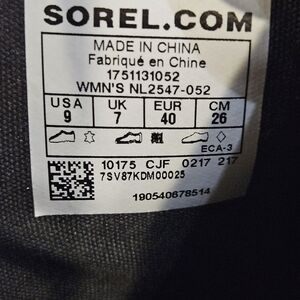 SOREL.COM
MADE IN CHINA
Fabriqué en Chine
1751131052
WMN'S NL2547-052
USA UK EUR CM
9 7 40 26
ECA-3
10175 CJF 0217 217
7SV87KDM00025
190540678514